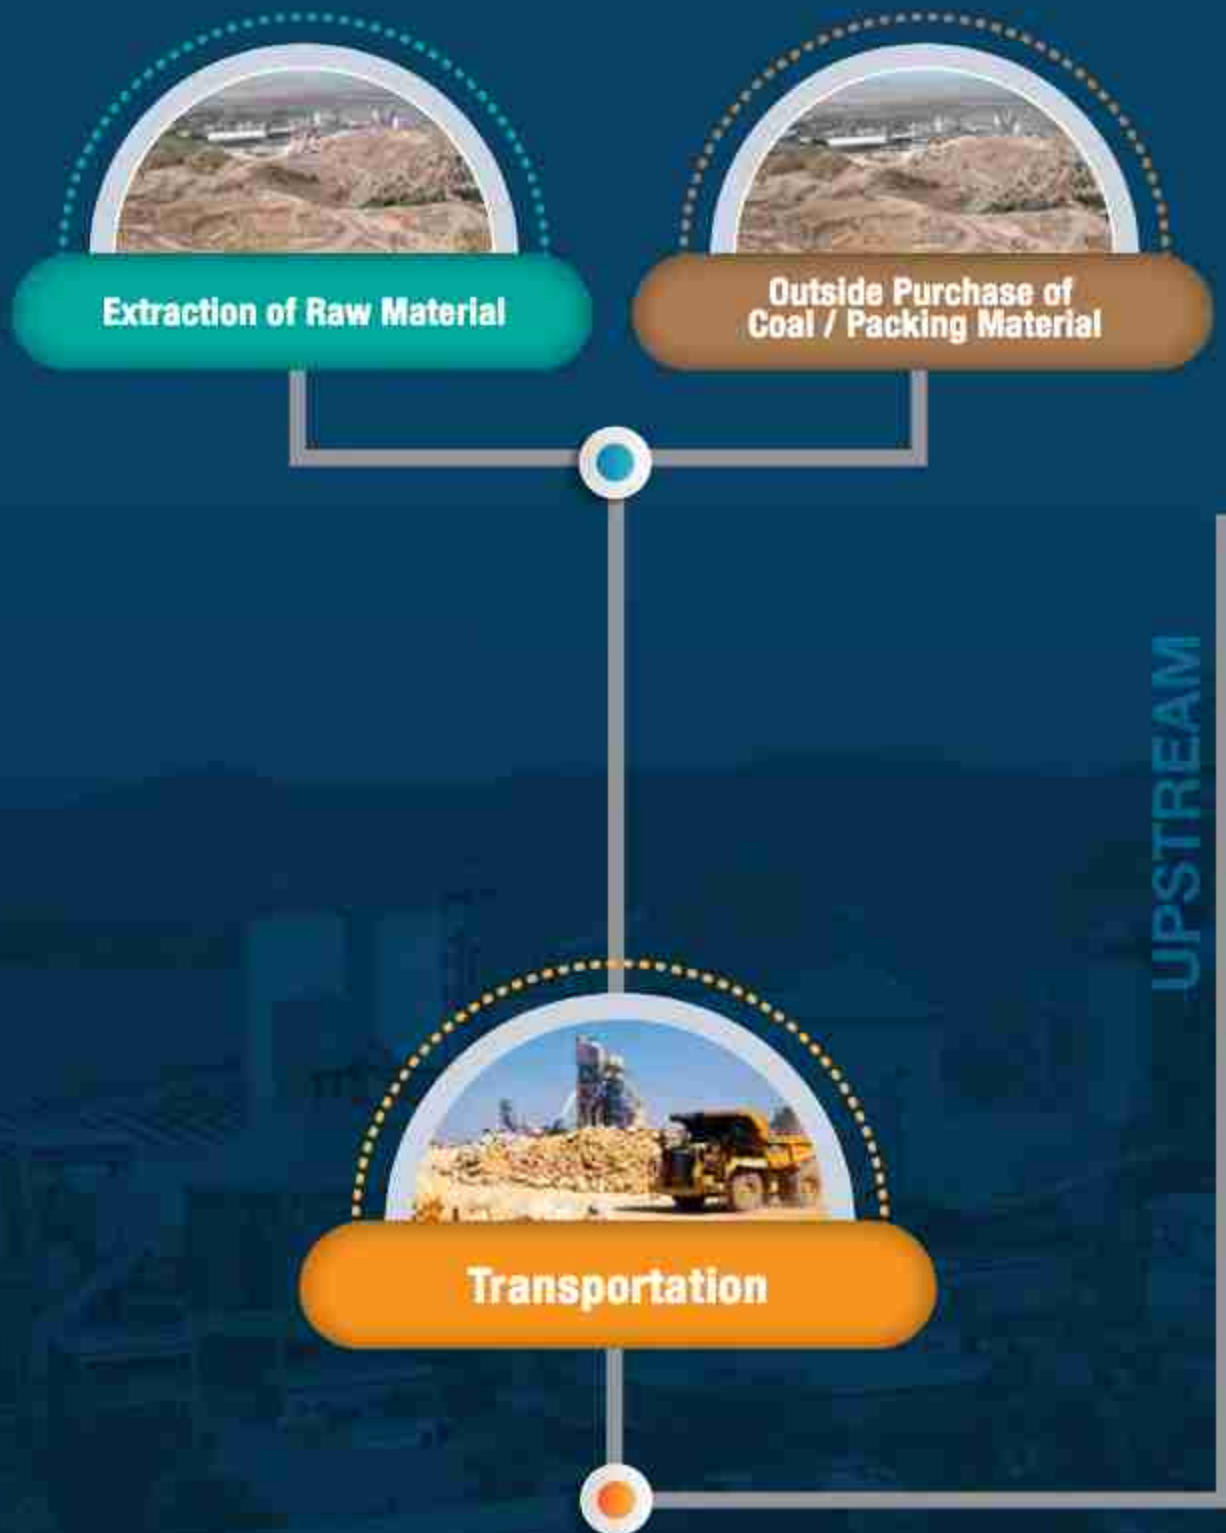 Extraction of Raw Material
Outside Purchase of
Coal / Packing Material
UPSTREAM
Transportation